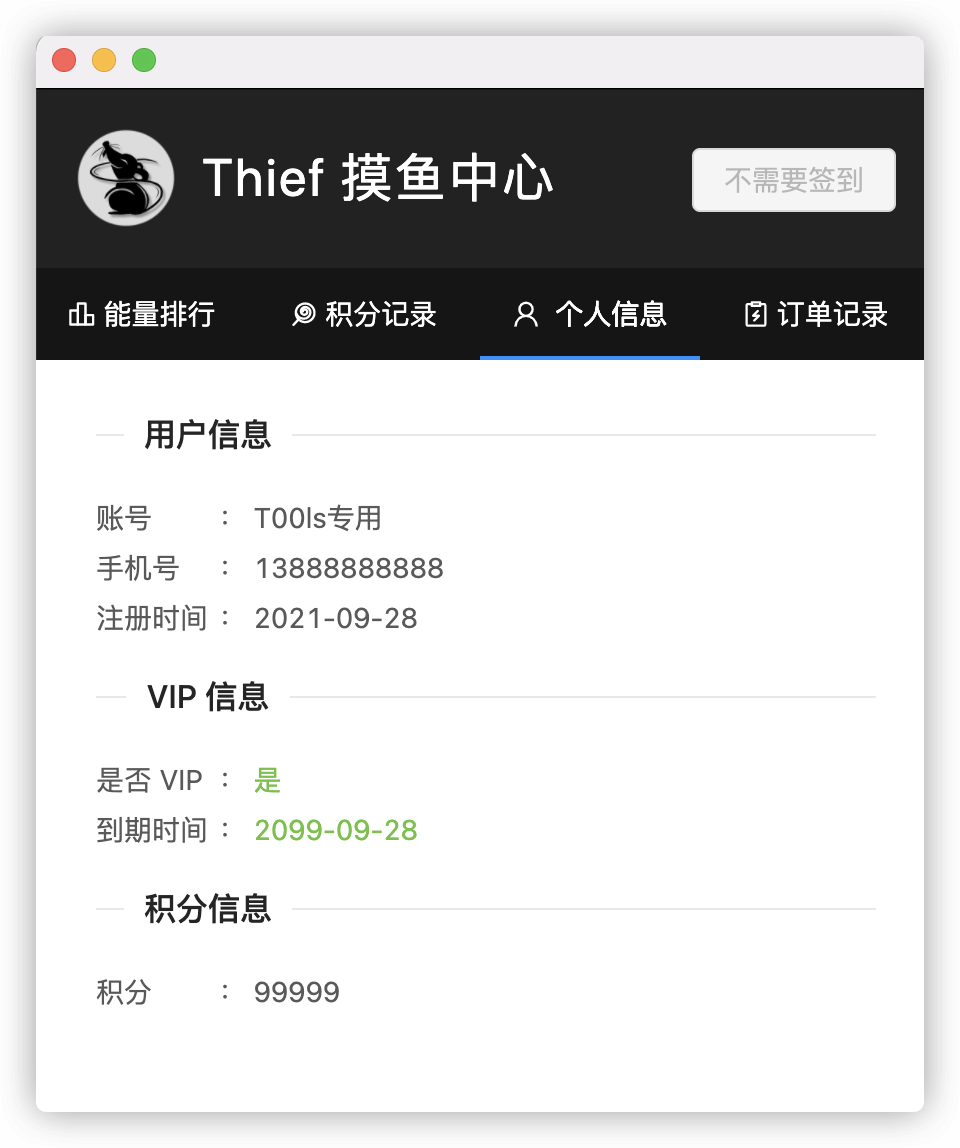 Thief 摸鱼中心
不需要签到
能量排行
积分记录
个人信息
订单记录
用户信息
账号 : T00ls专用
手机号 : 13888888888
注册时间 : 2021-09-28
VIP 信息
是否 VIP : 是
到期时间 : 2099-09-28
积分信息
积分 : 99999